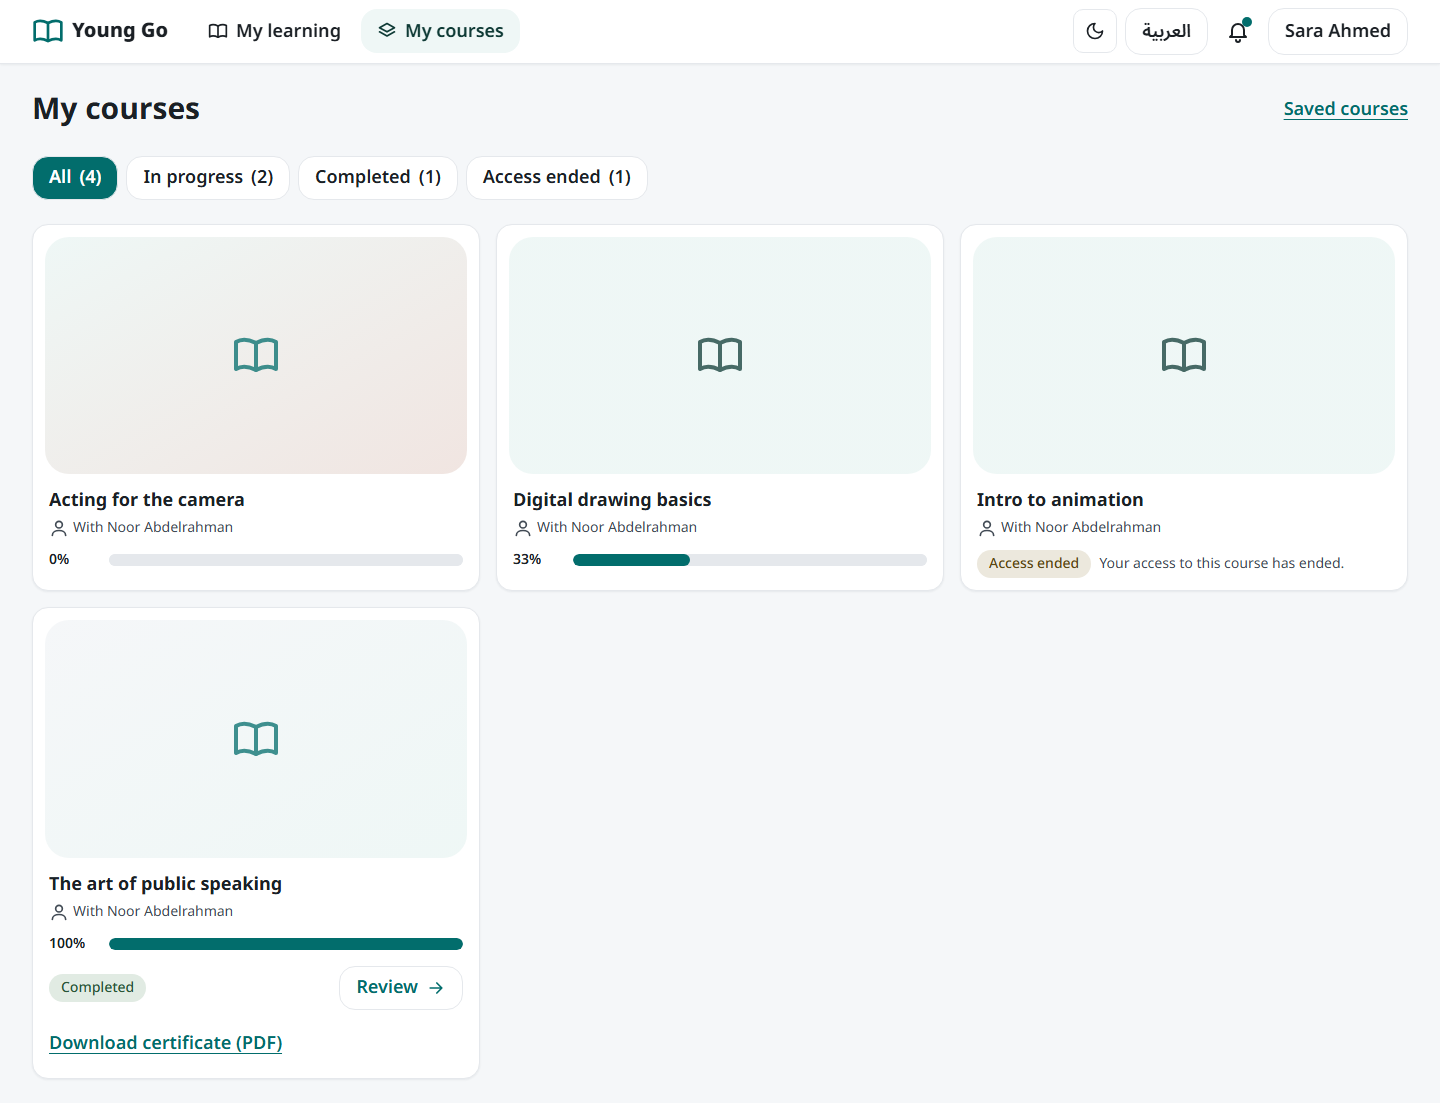 Young Go
My learning
My courses
العربية
Sara Ahmed
My courses
Saved courses
All (4)
In progress (2)
Completed (1)
Access ended (1)
Acting for the camera
With Noor Abdelrahman
0%
Digital drawing basics
With Noor Abdelrahman
33%
Intro to animation
With Noor Abdelrahman
Access ended
Your access to this course has ended.
The art of public speaking
With Noor Abdelrahman
100%
Completed
Review
Download certificate (PDF)